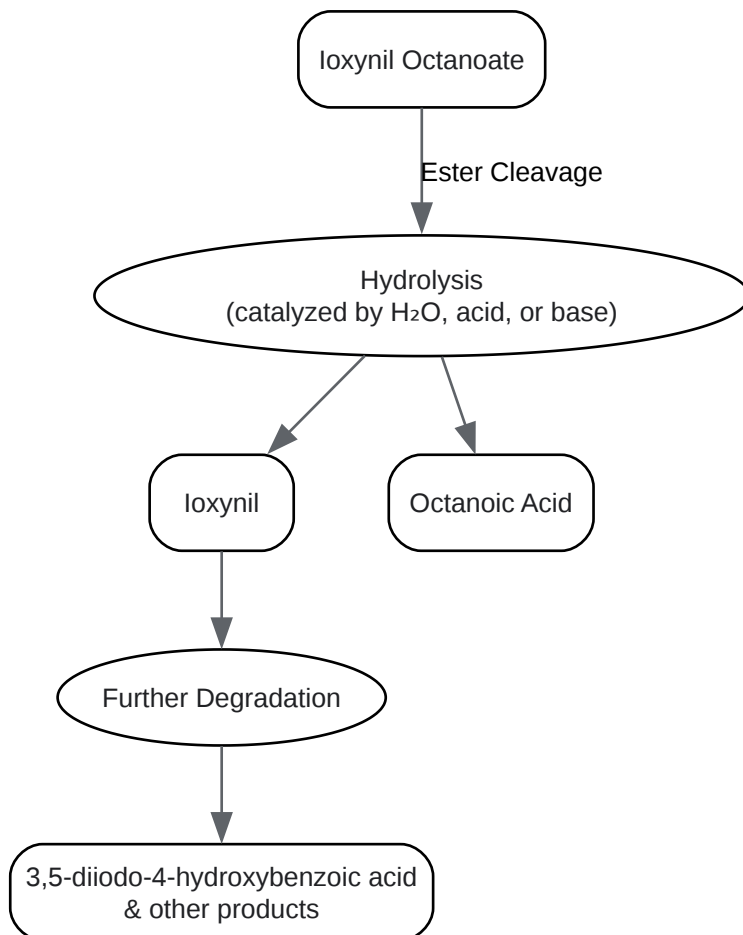 Ioxynil Octanoate
Ester Cleavage
Hydrolysis
(catalyzed by H₂O, acid, or base)
Ioxynil
Octanoic Acid
Further Degradation
3,5-diiodo-4-hydroxybenzoic acid
& other products